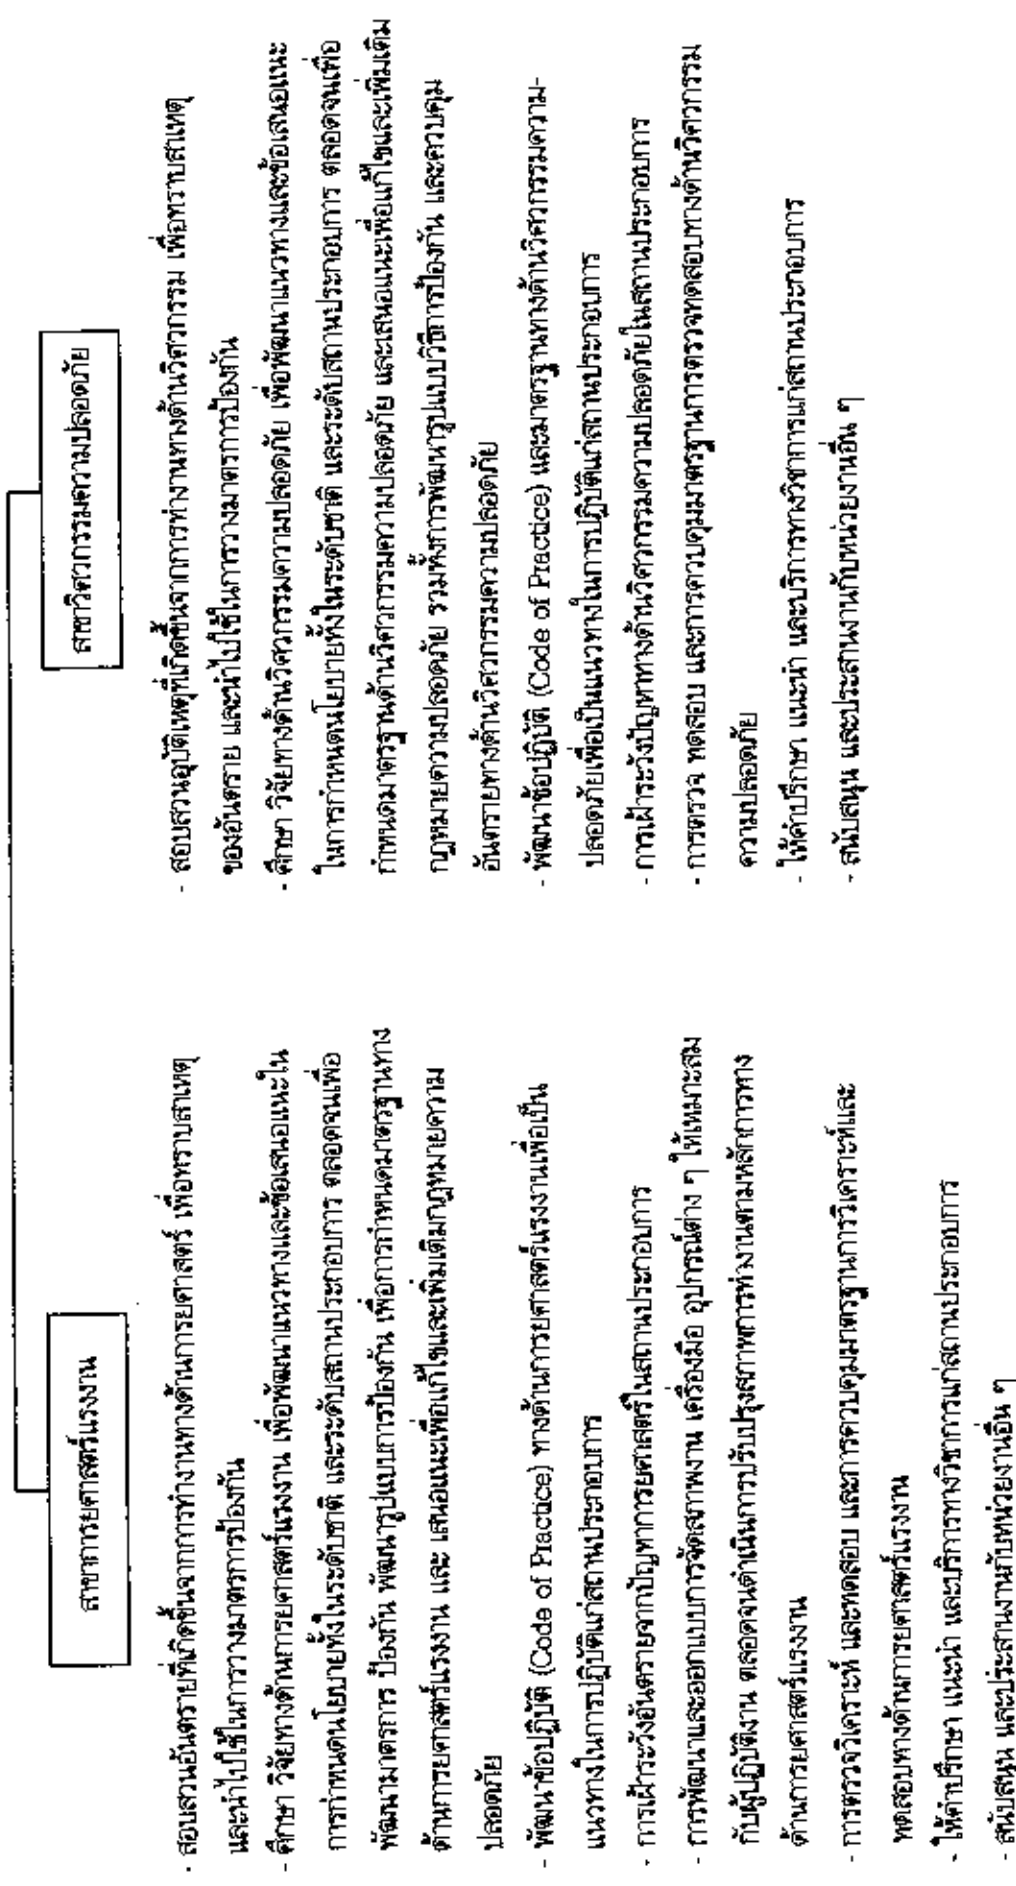 สาขาการยศาสตร์แรงงาน
- สอบสวนอันตรายที่เกิดขึ้นจากการทำงานทางด้านการยศาสตร์ เพื่อทราบสาเหตุ
และนำไปใช้ในการวางมาตรการป้องกัน
- ศึกษา วิจัยทางด้านการยศาสตร์แรงงาน เพื่อพัฒนาแนวทางและข้อเสนอแนะใน
การกำหนดนโยบายทั้งในระดับชาติ และระดับสถานประกอบการ ตลอดจนเพื่อ
พัฒนามาตรการ ป้องกัน พัฒนารูปแบบการป้องกัน เพื่อการกำหนดมาตรฐานทาง
ด้านการยศาสตร์แรงงาน และ เสนอแนะเพื่อแก้ไขและเพิ่มเติมกฎหมายความ
ปลอดภัย
- พัฒนาข้อปฏิบัติ (Code of Practice) ทางด้านการยศาสตร์แรงงานเพื่อเป็น
แนวทางในการปฏิบัติแก่สถานประกอบการ
- การเฝ้าระวังอันตรายจากปัญหาการยศาสตร์ในสถานประกอบการ
- การพัฒนาและออกแบบการจัดสภาพงาน เครื่องมือ อุปกรณ์ต่าง ๆ ให้เหมาะสม
กับผู้ปฏิบัติงาน ตลอดจนดำเนินการปรับปรุงสภาพการทำงานตามหลักการทาง
ด้านการยศาสตร์แรงงาน
- การตรวจวิเคราะห์ และทดสอบ และการควบคุมมาตรฐานการวิเคราะห์และ
ทดสอบทางด้านการยศาสตร์แรงงาน
- ให้คำปรึกษา แนะนำ และบริการทางวิชาการแก่สถานประกอบการ
- สนับสนุน และประสานงานกับหน่วยงานอื่น ๆ
สาขาวิศวกรรมความปลอดภัย
- สอบสวนอุบัติเหตุที่เกิดขึ้นจากการทำงานทางด้านวิศวกรรม เพื่อทราบสาเหตุ
ของอันตราย และนำไปใช้ในการวางมาตรการป้องกัน
- ศึกษา วิจัยทางด้านวิศวกรรมความปลอดภัย เพื่อพัฒนาแนวทางและข้อเสนอแนะ
ในการกำหนดนโยบายทั้งในระดับชาติ และระดับสถานประกอบการ ตลอดจนเพื่อ
กำหนดมาตรฐานด้านวิศวกรรมความปลอดภัย และเสนอแนะเพื่อแก้ไขและเพิ่มเติม
กฎหมายความปลอดภัย รวมทั้งการพัฒนารูปแบบวิธีการป้องกัน และควบคุม
อันตรายทางด้านวิศวกรรมความปลอดภัย
- พัฒนาข้อปฏิบัติ (Code of Practice) และมาตรฐานทางด้านวิศวกรรมความ-
ปลอดภัยเพื่อเป็นแนวทางในการปฏิบัติแก่สถานประกอบการ
- การเฝ้าระวังปัญหาทางด้านวิศวกรรมความปลอดภัยในสถานประกอบการ
- การตรวจ ทดสอบ และการควบคุมมาตรฐานการตรวจทดสอบทางด้านวิศวกรรม
ความปลอดภัย
- ให้คำปรึกษา แนะนำ และบริการทางวิชาการแก่สถานประกอบการ
- สนับสนุน และประสานงานกับหน่วยงานอื่น ๆ